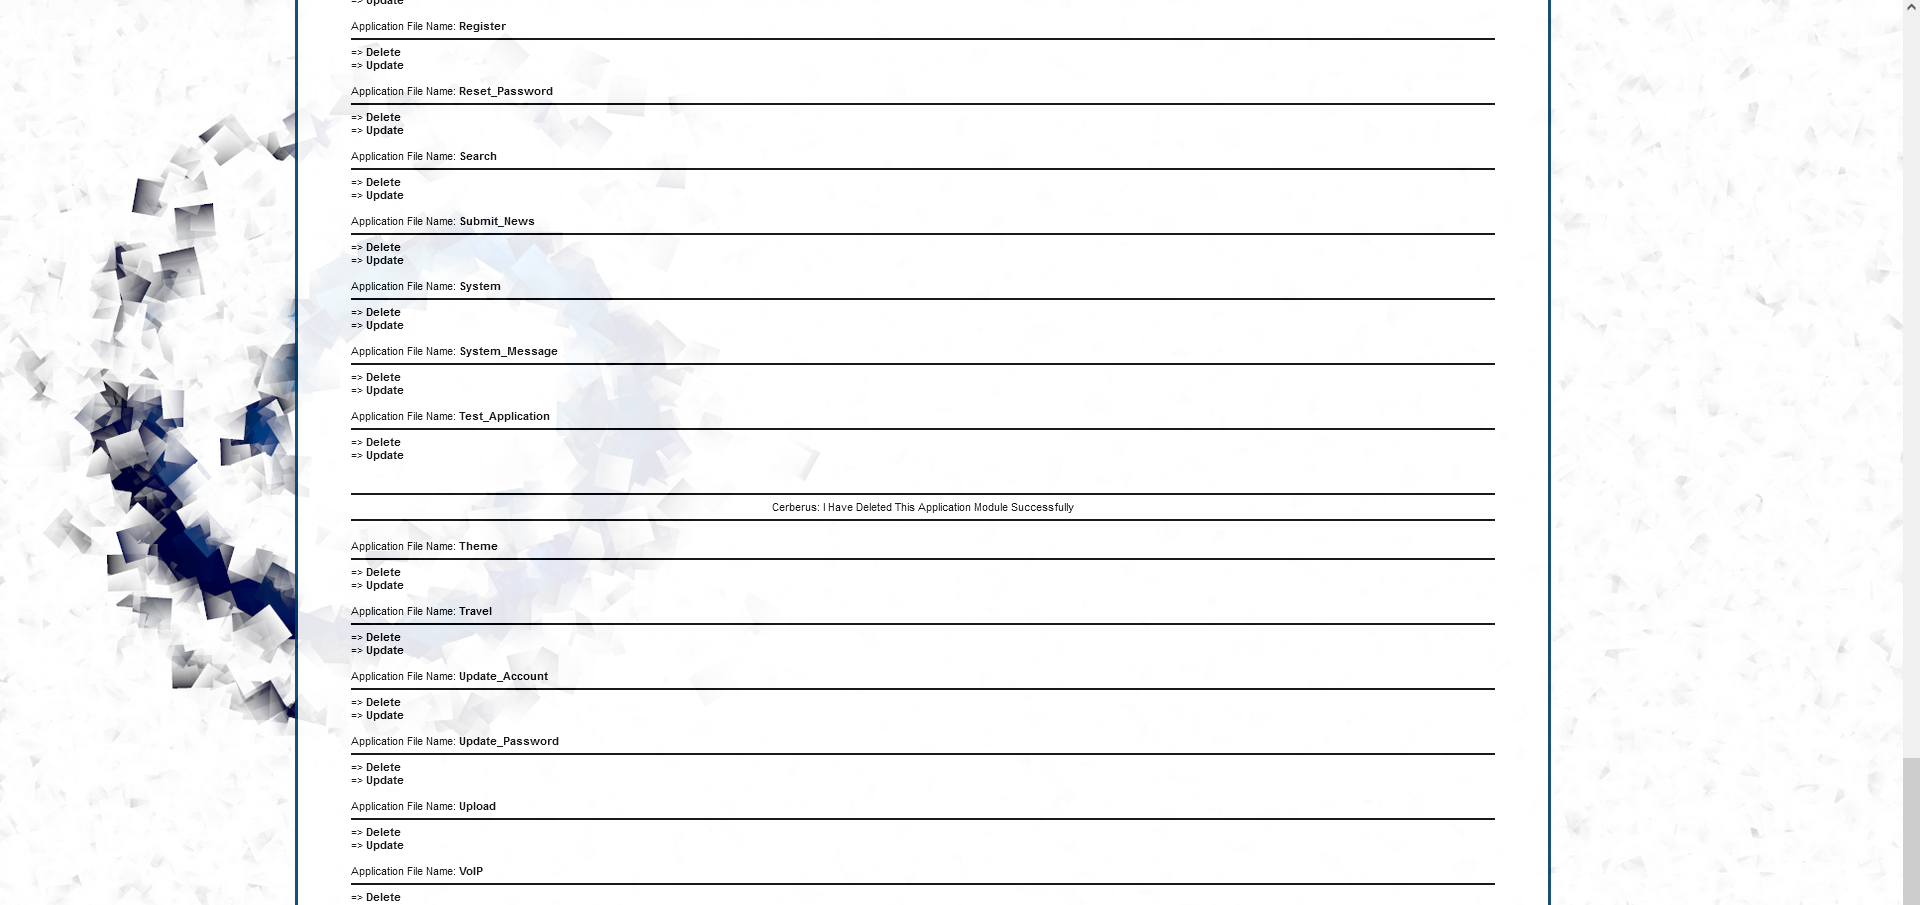 => Update
Application File Name: Register
=> Delete
=> Update
Application File Name: Reset_Password
=> Delete
=> Update
Application File Name: Search
=> Delete
=> Update
Application File Name: Submit_News
=> Delete
=> Update
Application File Name: System
=> Delete
=> Update
Application File Name: System_Message
=> Delete
=> Update
Application File Name: Test_Application
=> Delete
=> Update
Cerberus: I Have Deleted This Application Module Successfully
Application File Name: Theme
=> Delete
=> Update
Application File Name: Travel
=> Delete
=> Update
Application File Name: Update_Account
=> Delete
=> Update
Application File Name: Update_Password
=> Delete
=> Update
Application File Name: Upload
=> Delete
=> Update
Application File Name: VoIP
=> Delete